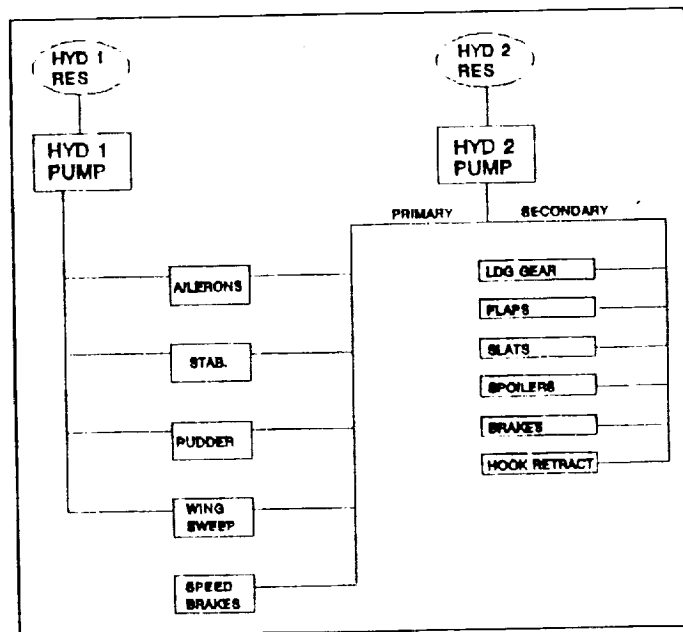 HYD 1
RES
HYD 2
RES
HYD 1
PUMP
HYD 2
PUMP
PRIMARY
SECONDARY
AILERONS
STAB.
RUDDER
WING
SWEEP
SPEED
BRAKES
LDG GEAR
FLAPS
SLATS
SPOILERS
BRAKES
HOOK RETRACT